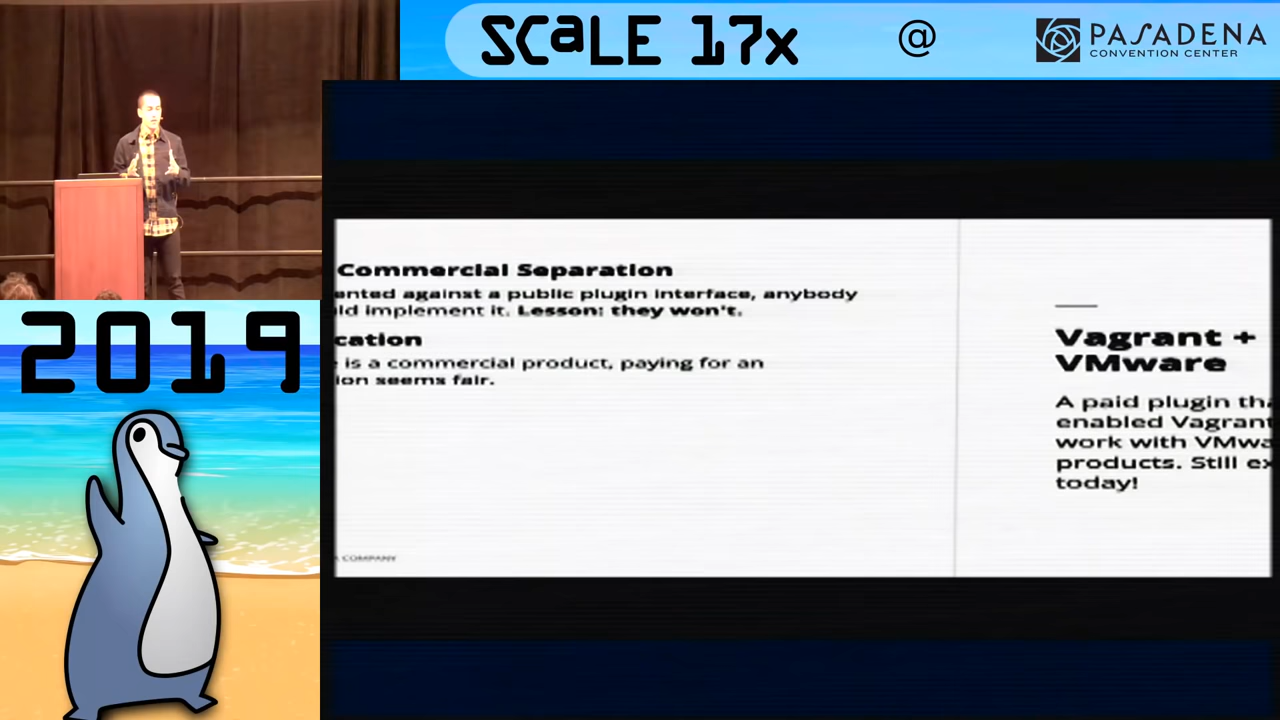 SCaLE 17x
@
PASADENA
CONVENTION CENTER
2019
Commercial Separation
ented against a public plugin interface, anybody
ld implement it. Lesson: they won't.
cation
is a commercial product, paying for an
ion seems fair.
COMPANY
Vagrant +
VMware
A paid plugin tha
enabled Vagrant
work with VMwa
products. Still ex
today!